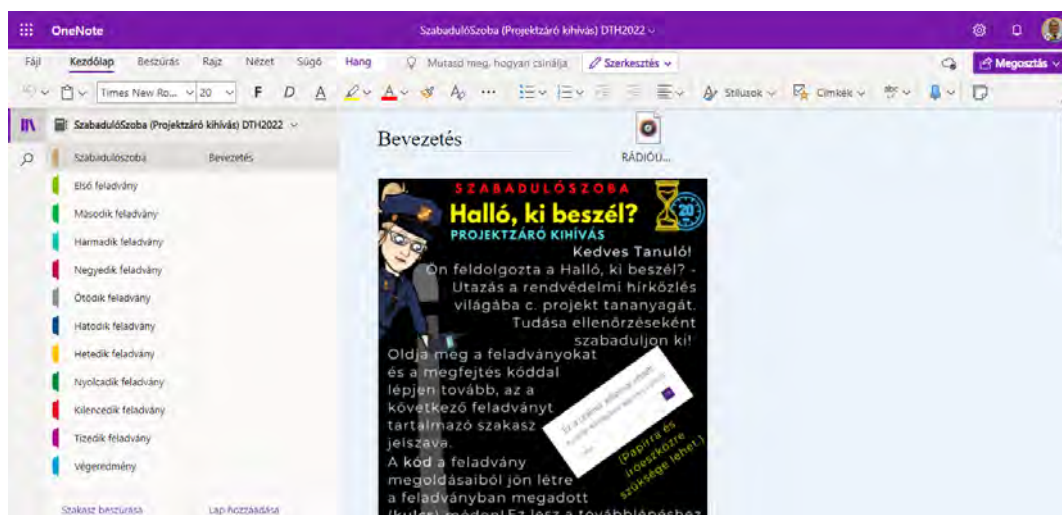 OneNote
SzabadulóSzoba (Projektzáró kihívás) DTH2022
Fájl Kezdőlap Beszúrás Rajz Nézet Súgó Hang Mutasd meg, hogyan csinálja Szerkesztés Megosztás
Times New Ro... 20 F D A A Stílusok Címkék
SzabadulóSzoba (Projektzáró kihívás) DTH2022
Szabadulószoba Bevezetés
Első feladvány
Második feladvány
Harmadik feladvány
Negyedik feladvány
Ötödik feladvány
Hatodik feladvány
Hetedik feladvány
Nyolcadik feladvány
Kilencedik feladvány
Tizedik feladvány
Végeredmény
Szakasz beszúrása Lap hozzáadása
Bevezetés
RÁDIÓU...
SZABADULÓSZOBA
Halló, ki beszél?
20
PROJEKTZÁRÓ KIHÍVÁS
Kedves Tanuló!
Ön feldolgozta a Halló, ki beszél? -
Utazás a rendvédelmi hírközlés
világába c. projekt tananyagát.
Tudása ellenőrzéseként
szabaduljon ki!
Oldja meg a feladványokat
és a megfejtés kóddal
lépjen tovább, az a
következő feladványt
tartalmazó szakasz
jelszava.
(Papírra és
íróeszközre
szüksége lehet.)
A kód a feladvány
megoldásaiból jön létre
a feladványban megadott
(kulcs) módon! Ez lesz a továbblépéshez